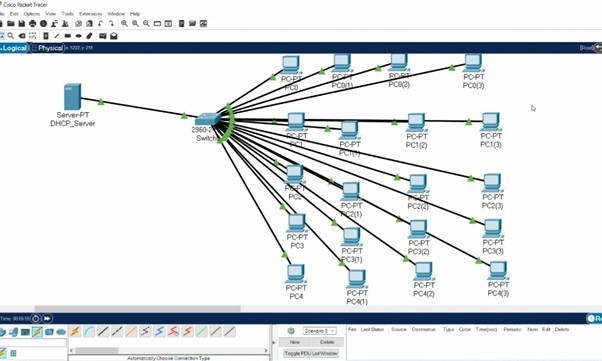 Cisco Packet Tracer
File Edit Options View Tools Extensions Window Help
Logical Physical x: 1222, y: 215
Server-PT
DHCP_Server
2960-2
Switch
PC-PT
PC0
PC-PT
PC0(1)
PC-PT
PC0(2)
PC-PT
PC0(3)
PC-PT
PC1
PC-PT
PC1(1)
PC-PT
PC1(2)
PC-PT
PC1(3)
PC-PT
PC2
PC-PT
PC2(1)
PC-PT
PC2(2)
PC-PT
PC2(3)
PC-PT
PC3
PC-PT
PC3(1)
PC-PT
PC3(2)
PC-PT
PC3(3)
PC-PT
PC4
PC-PT
PC4(1)
PC-PT
PC4(2)
PC-PT
PC4(3)
Time:
Scenario 0
New Delete
Toggle PDU List Window
Fire Last Status Source Destination Type Color Time(sec) Periodic Num Edit Delete
Automatically Choose Connection Type